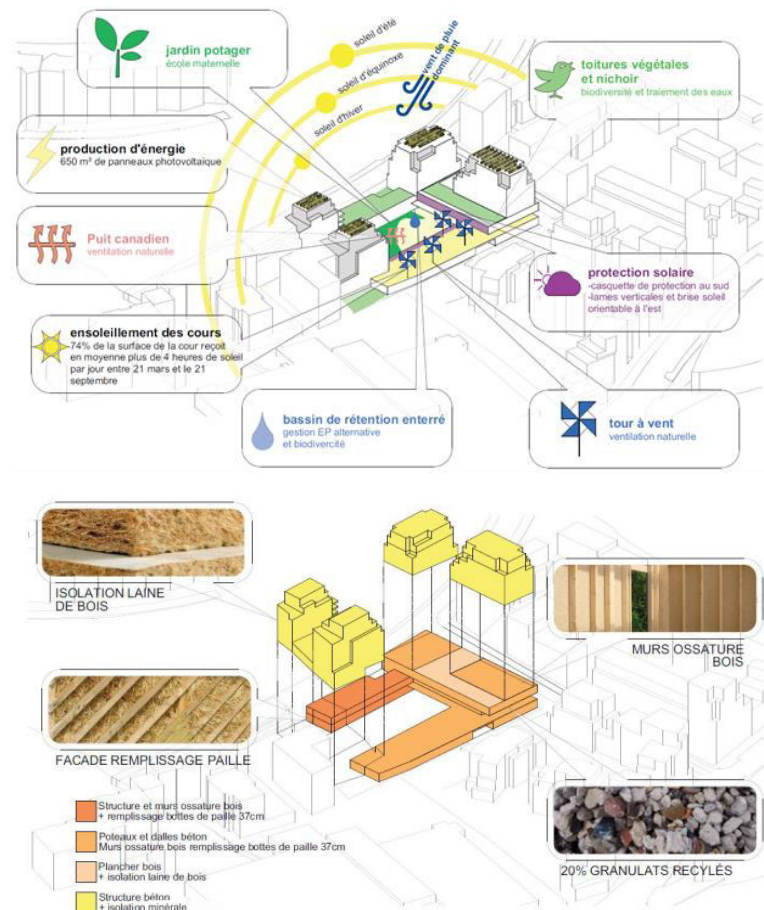 soleil d'été
soleil d'équinoxe
soleil d'hiver
vent de pluie
dominant
jardin potager
école maternelle
toitures végétales
et nichoir
biodiversité et traiement des eaux
production d'énergie
650 m² de panneaux photovoltaïque
Puit canadien
ventilation naturelle
protection solaire
-casquette de protection au sud
-lames verticales et brise soleil
orientable à l'est
ensoleillement des cours
74% de la surface de la cour reçoit
en moyenne plus de 4 heures de soleil
par jour entre 21 mars et le 21
septembre
bassin de rétention enterré
gestion EP alternative
et biodivercité
tour à vent
ventilation naturelle
ISOLATION LAINE
DE BOIS
MURS OSSATURE
BOIS
FACADE REMPLISSAGE PAILLE
Structure et murs ossature bois
+ remplissage bottes de paille 37cm
Poteaux et dalles béton
Murs ossature bois remplissage bottes de paille 37cm
Plancher bois
+ isolation laine de bois
Structure béton
+ isolation minérale
20% GRANULATS RECYLÉS